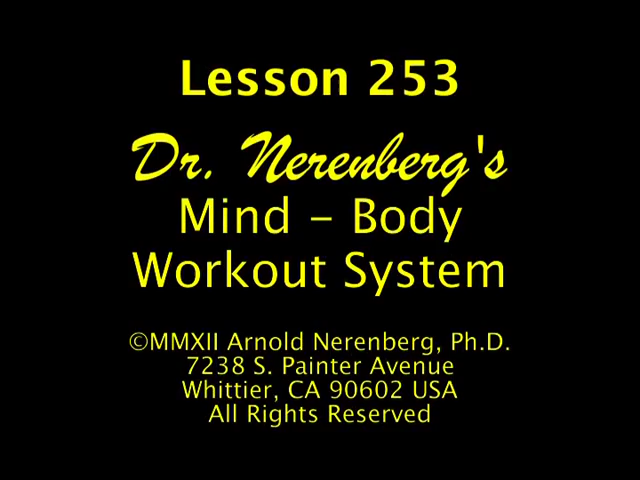 Lesson 253
Dr. Nerenberg's
Mind – Body
Workout System
©MMXII Arnold Nerenberg, Ph.D.
7238 S. Painter Avenue
Whittier, CA 90602 USA
All Rights Reserved